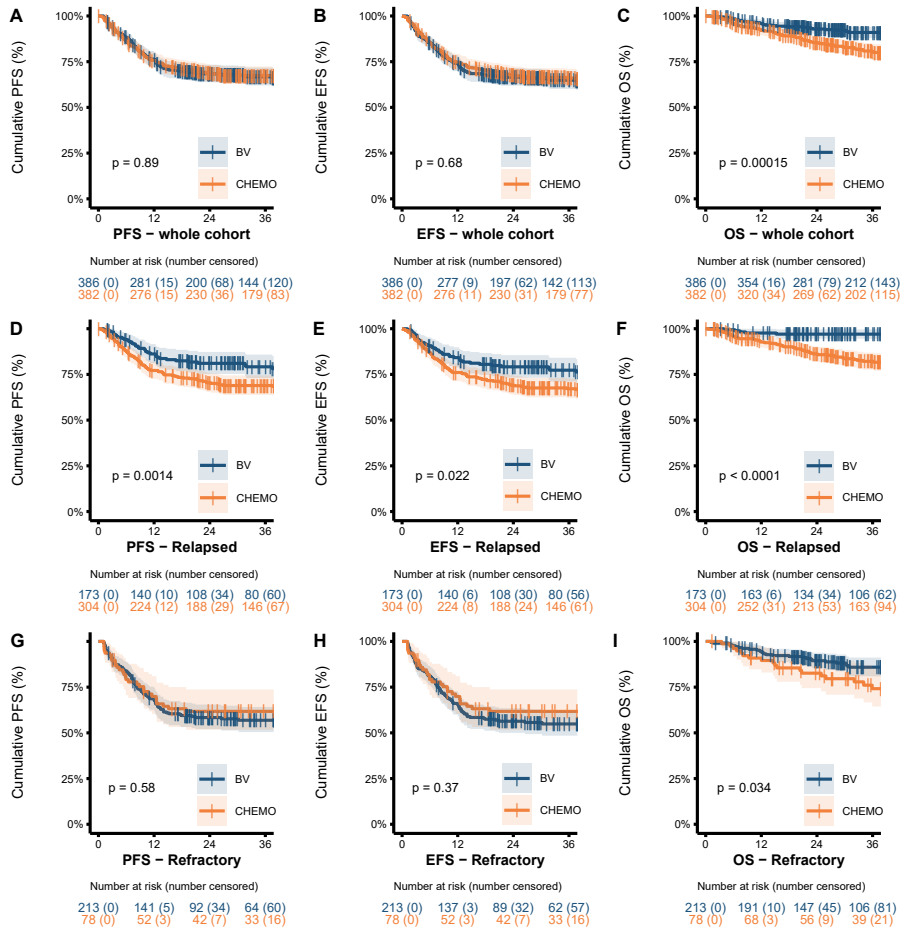 A
Cumulative PFS (%)
100%
75%
50%
25%
0%
p = 0.89
BV
CHEMO
0 12 24 36
PFS − whole cohort
Number at risk (number censored)
386 (0) 281 (15) 200 (68) 144 (120)
382 (0) 276 (15) 230 (36) 179 (83)
B
Cumulative EFS (%)
100%
75%
50%
25%
0%
p = 0.68
BV
CHEMO
0 12 24 36
EFS − whole cohort
Number at risk (number censored)
386 (0) 277 (9) 197 (62) 142 (113)
382 (0) 276 (11) 230 (31) 179 (77)
C
Cumulative OS (%)
100%
75%
50%
25%
0%
p = 0.00015
BV
CHEMO
0 12 24 36
OS − whole cohort
Number at risk (number censored)
386 (0) 354 (16) 281 (79) 212 (143)
382 (0) 320 (34) 269 (62) 202 (115)
D
Cumulative PFS (%)
100%
75%
50%
25%
0%
p = 0.0014
BV
CHEMO
0 12 24 36
PFS − Relapsed
Number at risk (number censored)
173 (0) 140 (10) 108 (34) 80 (60)
304 (0) 224 (12) 188 (29) 146 (67)
E
Cumulative EFS (%)
100%
75%
50%
25%
0%
p = 0.022
BV
CHEMO
0 12 24 36
EFS − Relapsed
Number at risk (number censored)
173 (0) 140 (6) 108 (30) 80 (56)
304 (0) 224 (8) 188 (24) 146 (61)
F
Cumulative OS (%)
100%
75%
50%
25%
0%
p < 0.0001
BV
CHEMO
0 12 24 36
OS − Relapsed
Number at risk (number censored)
173 (0) 163 (6) 134 (34) 106 (62)
304 (0) 252 (31) 213 (53) 163 (94)
G
Cumulative PFS (%)
100%
75%
50%
25%
0%
p = 0.58
BV
CHEMO
0 12 24 36
PFS − Refractory
Number at risk (number censored)
213 (0) 141 (5) 92 (34) 64 (60)
78 (0) 52 (3) 42 (7) 33 (16)
H
Cumulative EFS (%)
100%
75%
50%
25%
0%
p = 0.37
BV
CHEMO
0 12 24 36
EFS − Refractory
Number at risk (number censored)
213 (0) 137 (3) 89 (32) 62 (57)
78 (0) 52 (3) 42 (7) 33 (16)
I
Cumulative OS (%)
100%
75%
50%
25%
0%
p = 0.034
BV
CHEMO
0 12 24 36
OS − Refractory
Number at risk (number censored)
213 (0) 191 (10) 147 (45) 106 (81)
78 (0) 68 (3) 56 (9) 39 (21)